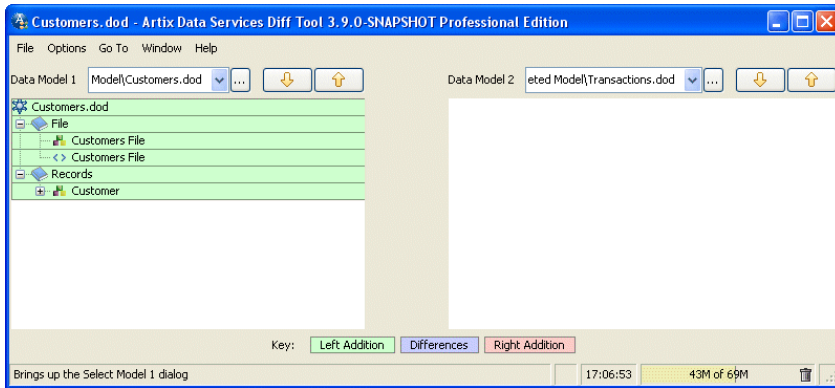 Customers.dod - Artix Data Services Diff Tool 3.9.0-SNAPSHOT Professional Edition
File Options Go To Window Help
Data Model 1 Model\Customers.dod ... Data Model 2 eted Model\Transactions.dod ...
Customers.dod
File
Customers File
<> Customers File
Records
Customer
Key: Left Addition Differences Right Addition
Brings up the Select Model 1 dialog 17:06:53 43M of 69M